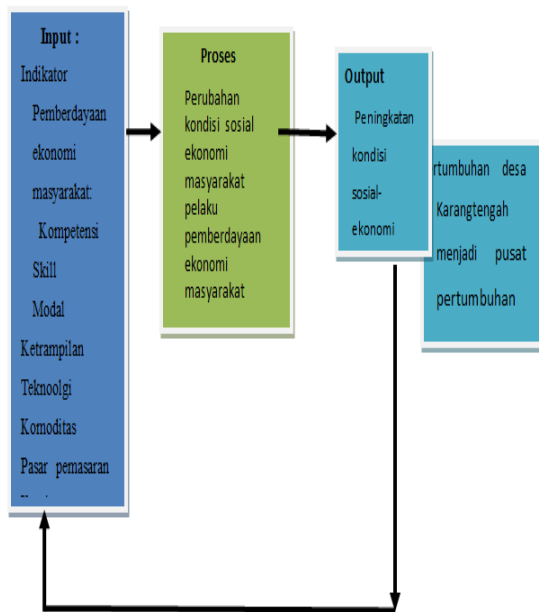 Input :
Indikator
Pemberdayaan
ekonomi
masyarakat:
Kompetensi
Skill
Modal
Ketrampilan
Teknoolgi
Komoditas
Pasar pemasaran
Proses
Perubahan
kondisi sosial
ekonomi
masyarakat
pelaku
pemberdayaan
ekonomi
masyarakat
Output
Peningkatan
kondisi
sosial-
ekonomi
rtumbuhan desa
Karangtengah
menjadi pusat
pertumbuhan